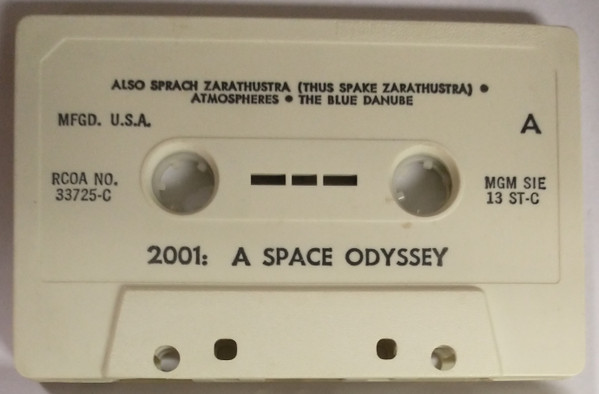 ALSO SPRACH ZARATHUSTRA (THUS SPAKE ZARATHUSTRA) •
ATMOSPHERES • THE BLUE DANUBE
MFGD. U.S.A.
A
RCOA NO.
33725-C
MGM SIE
13 ST-C
2001: A SPACE ODYSSEY